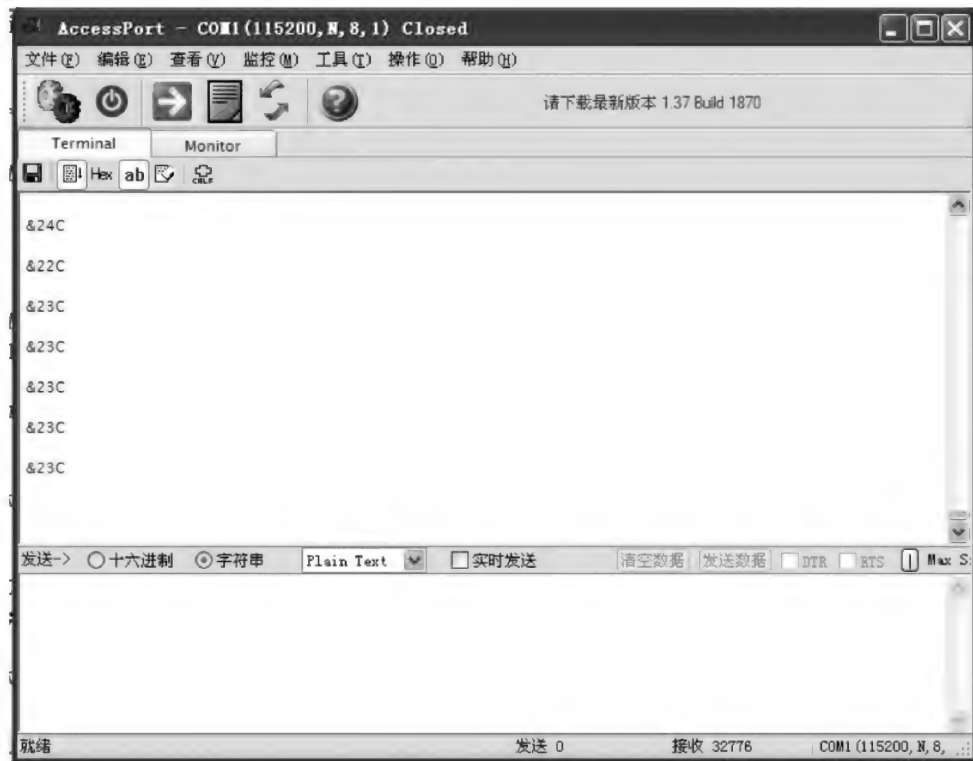 AccessPort - COM1(115200,N,8,1) Closed
文件(F) 编辑(E) 查看(V) 监控(M) 工具(T) 操作(O) 帮助(H)
请下载最新版本 1.37 Build 1870
Terminal Monitor
Hex ab CRLF
&24C
&22C
&23C
&23C
&23C
&23C
&23C
发送-> 十六进制 字符串 Plain Text 实时发送 清空数据 发送数据 DTR RTS Max S
就绪 发送 0 接收 32776 COM1 (115200, N, 8,